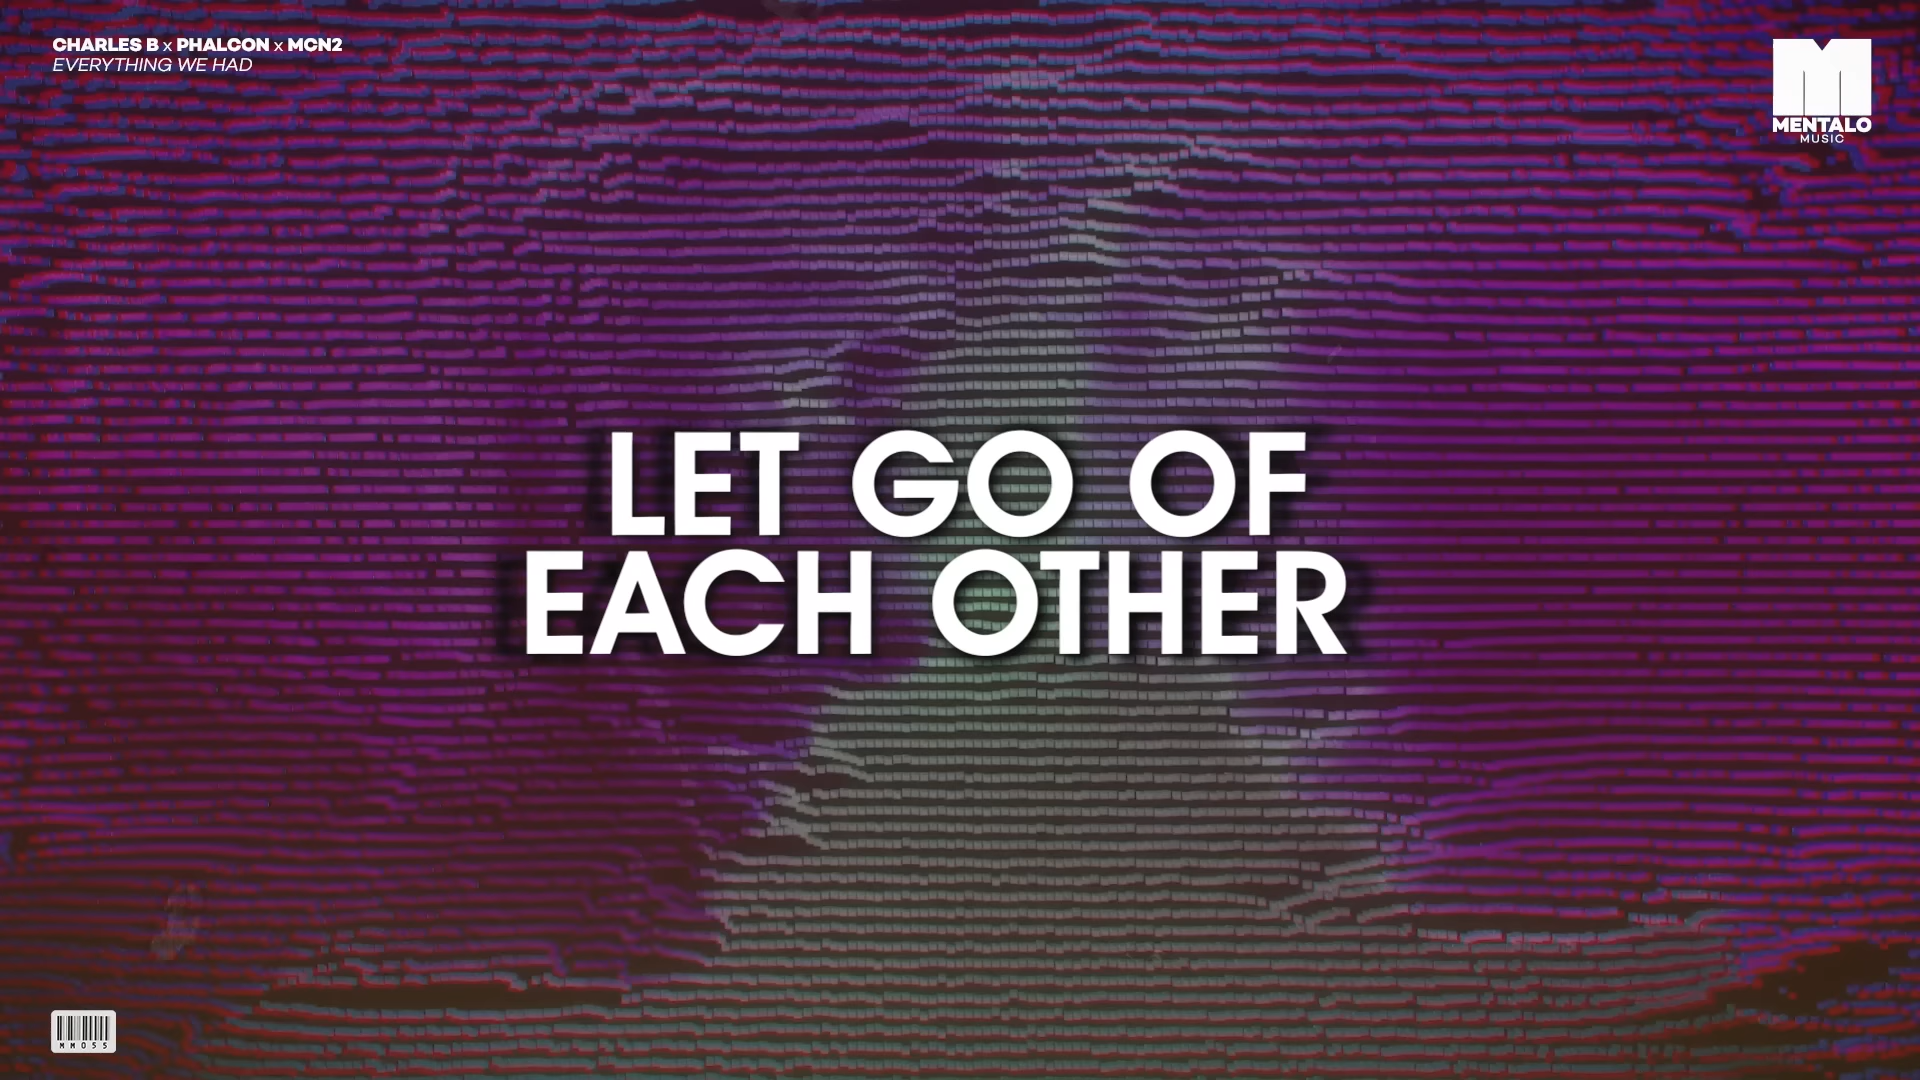 CHARLES B x PHALCON x MCN2
EVERYTHING WE HAD
MENTALO
MUSIC
LET GO OF
EACH OTHER
MM055